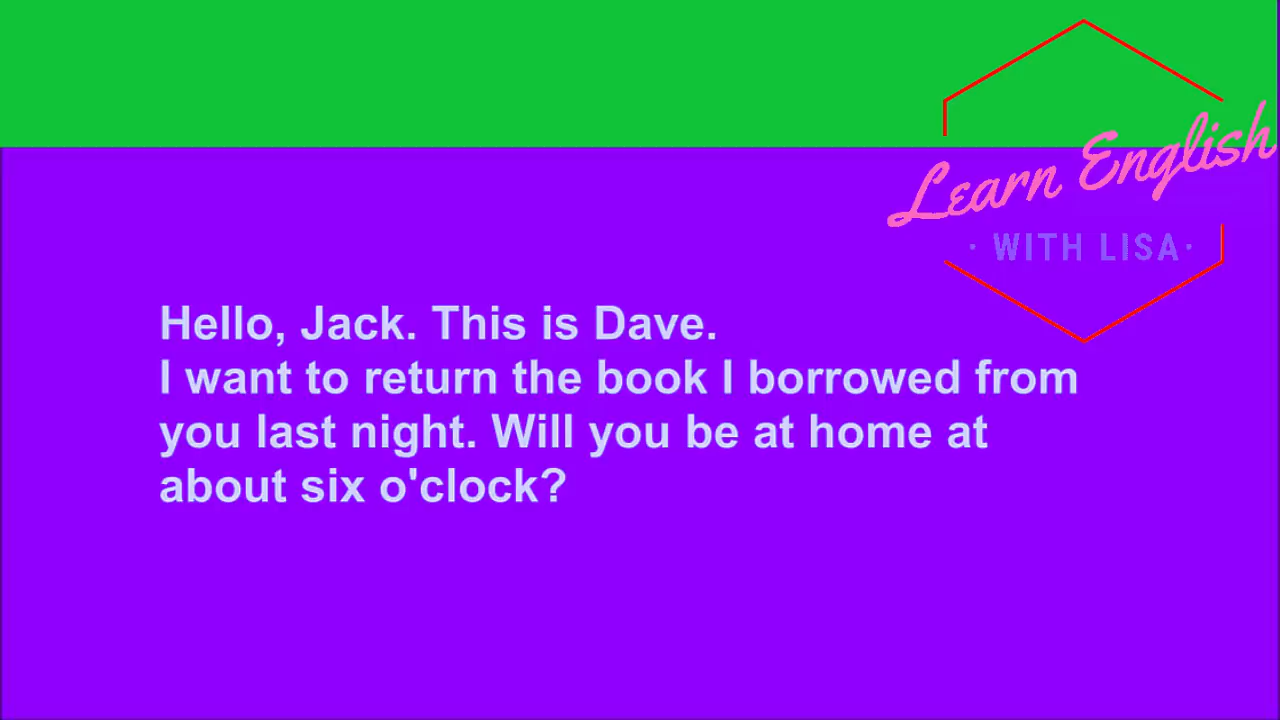 Learn English
· WITH LISA·
Hello, Jack. This is Dave.
I want to return the book I borrowed from
you last night. Will you be at home at
about six o'clock?